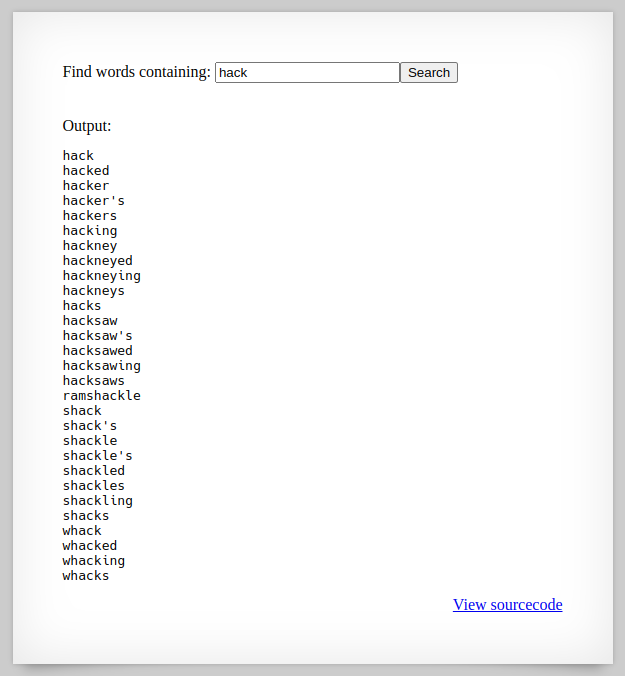 Find words containing: hack Search
Output:
hack
hacked
hacker
hacker's
hackers
hacking
hackney
hackneyed
hackneying
hackneys
hacks
hacksaw
hacksaw's
hacksawed
hacksawing
hacksaws
ramshackle
shack
shack's
shackle
shackle's
shackled
shackles
shackling
shacks
whack
whacked
whacking
whacks
View sourcecode